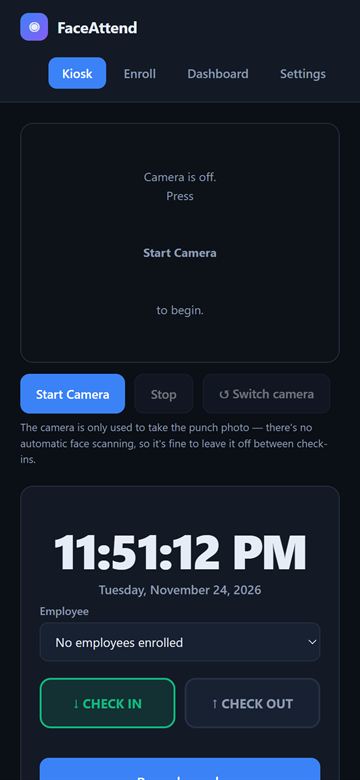 FaceAttend
Kiosk Enroll Dashboard Settings
Camera is off.
Press
Start Camera
to begin.
Start Camera Stop ↺ Switch camera
The camera is only used to take the punch photo — there's no
automatic face scanning, so it's fine to leave it off between check-
ins.
11:51:12 PM
Tuesday, November 24, 2026
Employee
No employees enrolled
↓ CHECK IN ↑ CHECK OUT